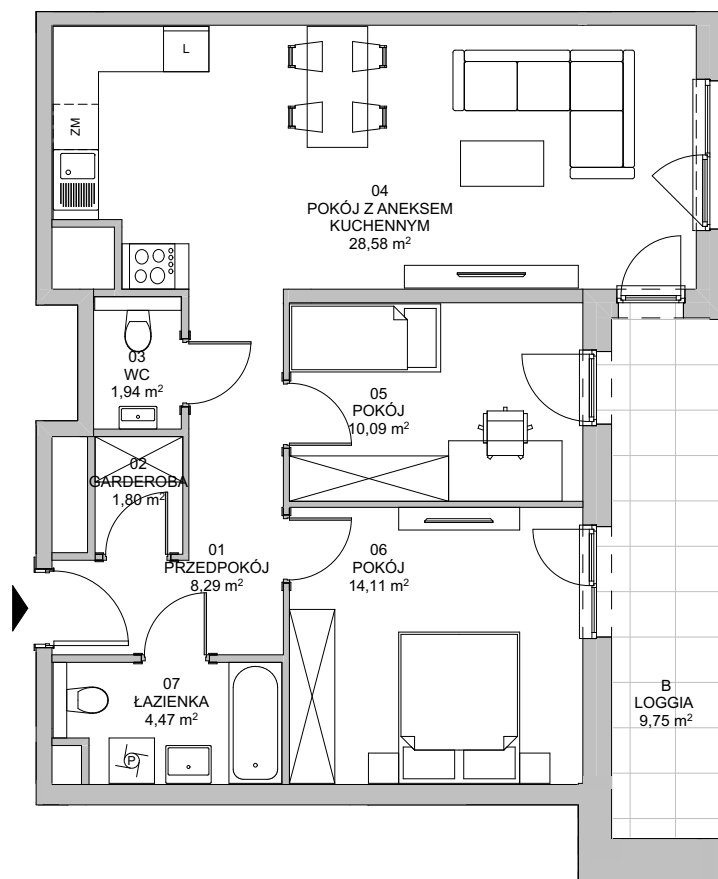 L
ZM
04
POKÓJ Z ANEKSEM
KUCHENNYM
28,58 m²
03
WC
1,94 m²
05
POKÓJ
10,09 m²
02
GARDEROBA
1,80 m²
01
PRZEDPOKÓJ
8,29 m²
06
POKÓJ
14,11 m²
07
ŁAZIENKA
4,47 m²
P
B
LOGGIA
9,75 m²